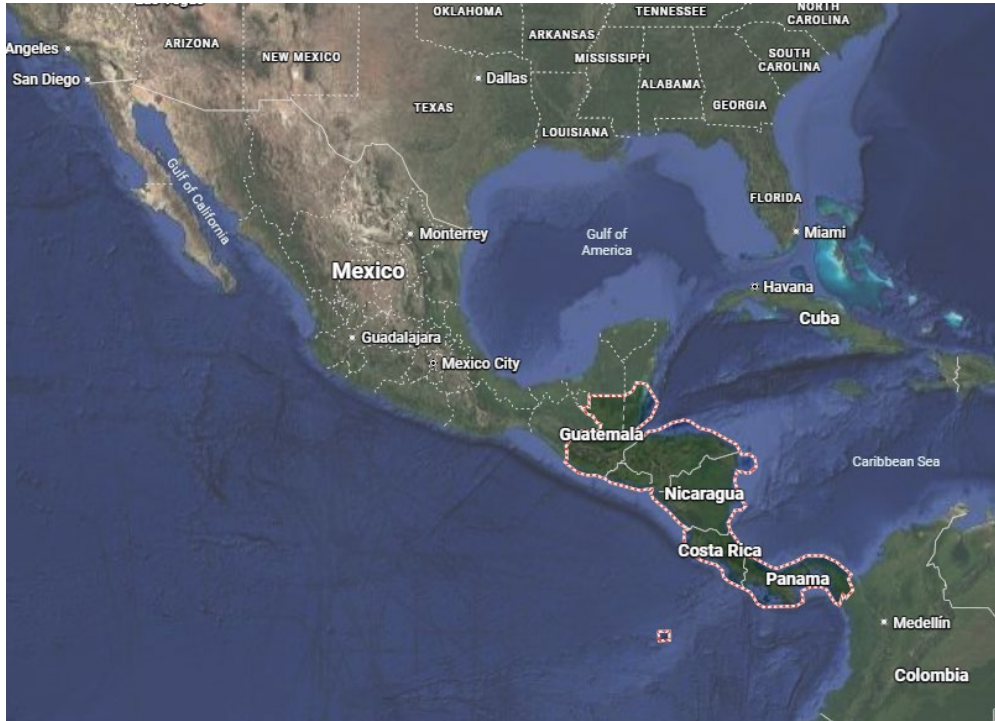 OKLAHOMA
TENNESSEE
NORTH
CAROLINA
Angeles
ARIZONA
NEW MEXICO
ARKANSAS
MISSISSIPPI
SOUTH
CAROLINA
San Diego
Dallas
ALABAMA
TEXAS
GEORGIA
LOUISIANA
Gulf of California
FLORIDA
Monterrey
Gulf of
America
Miami
Mexico
Havana
Cuba
Guadalajara
Mexico City
Guatemala
Caribbean Sea
Nicaragua
Costa Rica
Panama
Medellín
Colombia